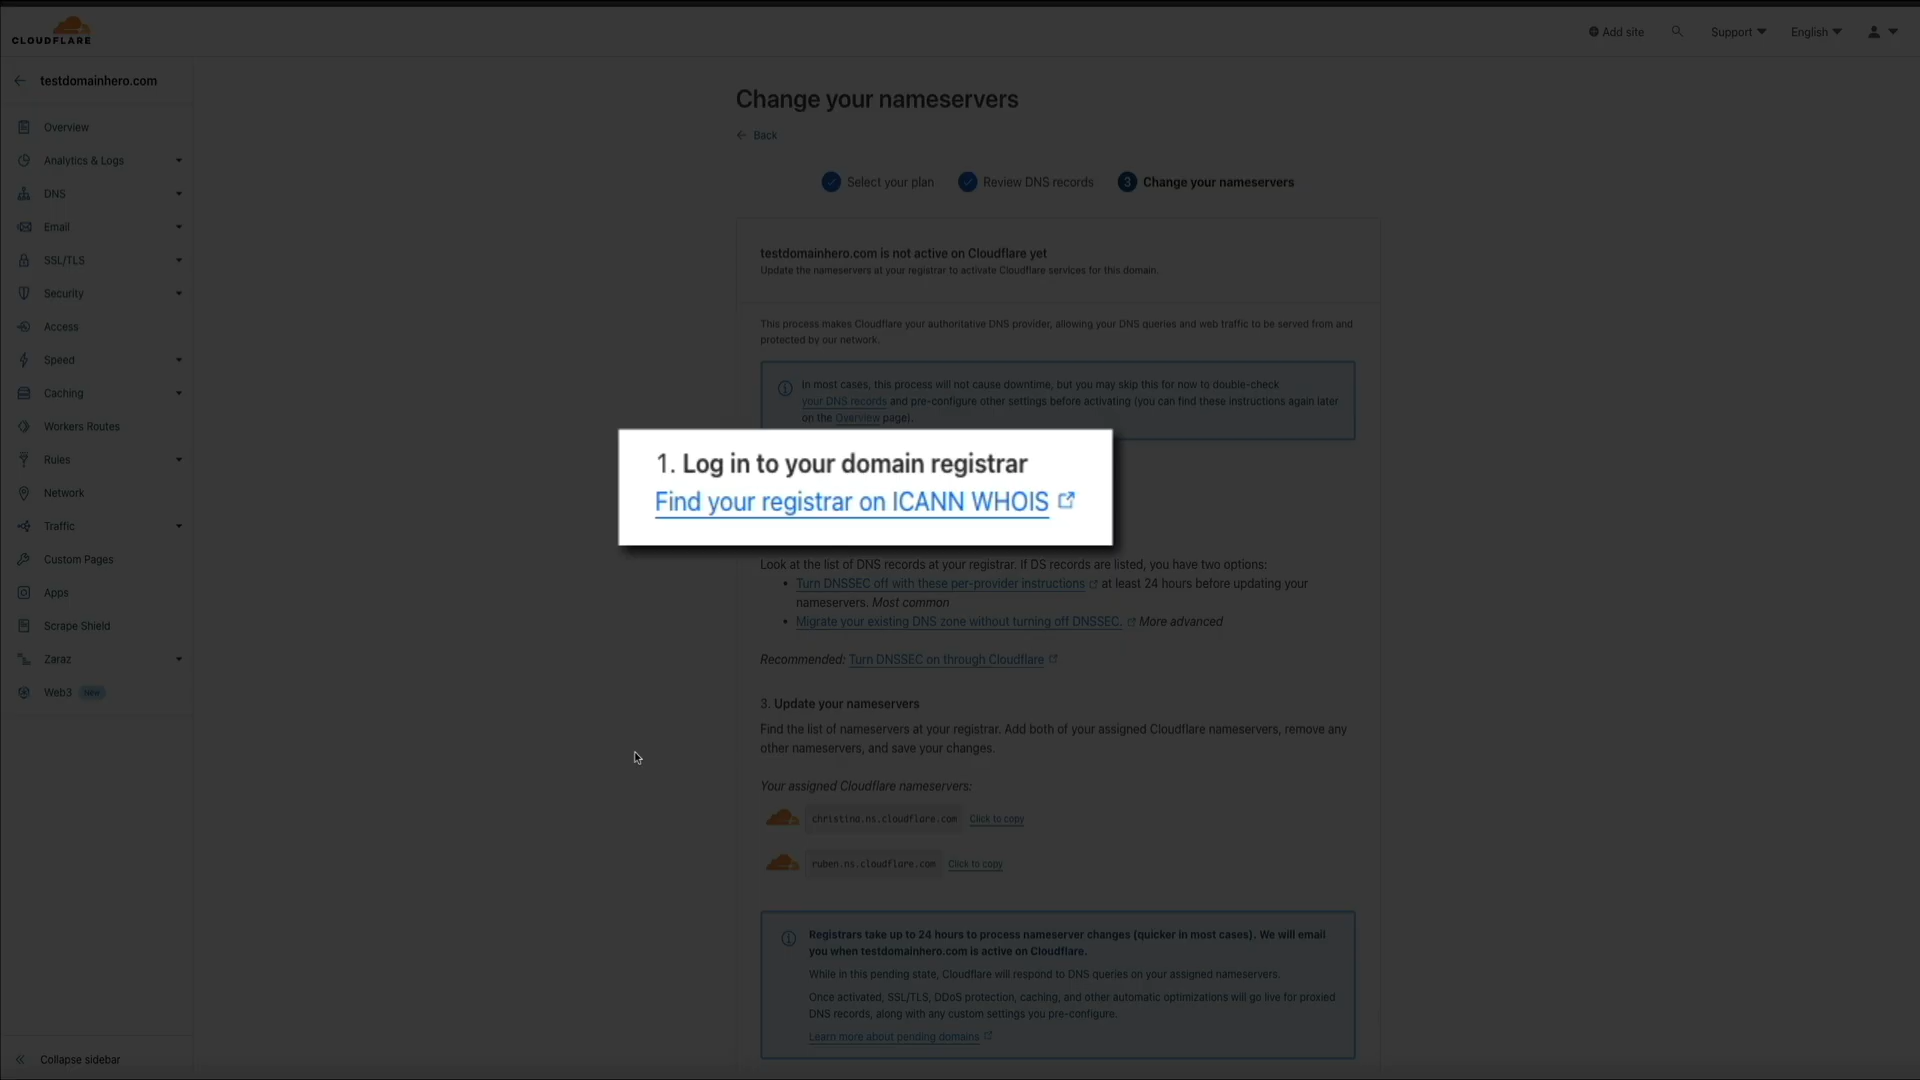 CLOUDFLARE
Add site
Support
English
testdomainhero.com
Overview
Analytics & Logs
DNS
Email
SSL/TLS
Security
Access
Speed
Caching
Workers Routes
Rules
Network
Traffic
Custom Pages
Apps
Scrape Shield
Zaraz
Web3 New
Collapse sidebar
Change your nameservers
Back
Select your plan
Review DNS records
3 Change your nameservers
testdomainhero.com is not active on Cloudflare yet
Update the nameservers at your registrar to activate Cloudflare services for this domain.
This process makes Cloudflare your authoritative DNS provider, allowing your DNS queries and web traffic to be served from and
protected by our network.
In most cases, this process will not cause downtime, but you may skip this for now to double-check
your DNS records and pre-configure other settings before activating (you can find these instructions again later
on the Overview page).
1. Log in to your domain registrar
Find your registrar on ICANN WHOIS
Look at the list of DNS records at your registrar. If DS records are listed, you have two options:
• Turn DNSSEC off with these per-provider instructions at least 24 hours before updating your
nameservers. Most common
• Migrate your existing DNS zone without turning off DNSSEC. More advanced
Recommended: Turn DNSSEC on through Cloudflare
3. Update your nameservers
Find the list of nameservers at your registrar. Add both of your assigned Cloudflare nameservers, remove any
other nameservers, and save your changes.
Your assigned Cloudflare nameservers:
christina.ns.cloudflare.com Click to copy
ruben.ns.cloudflare.com Click to copy
Registrars take up to 24 hours to process nameserver changes (quicker in most cases). We will email
you when testdomainhero.com is active on Cloudflare.
While in this pending state, Cloudflare will respond to DNS queries on your assigned nameservers.
Once activated, SSL/TLS, DDoS protection, caching, and other automatic optimizations will go live for proxied
DNS records, along with any custom settings you pre-configure.
Learn more about pending domains